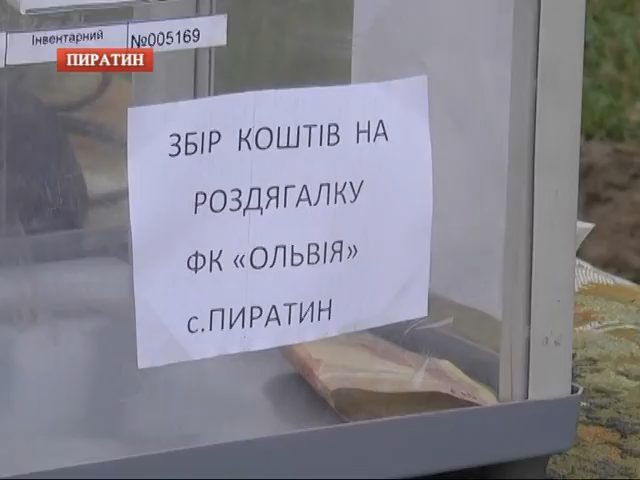 Інвентарний №005169
ПИРАТИН
ЗБІР КОШТІВ НА
РОЗДЯГАЛКУ
ФК «ОЛЬВІЯ»
с.ПИРАТИН